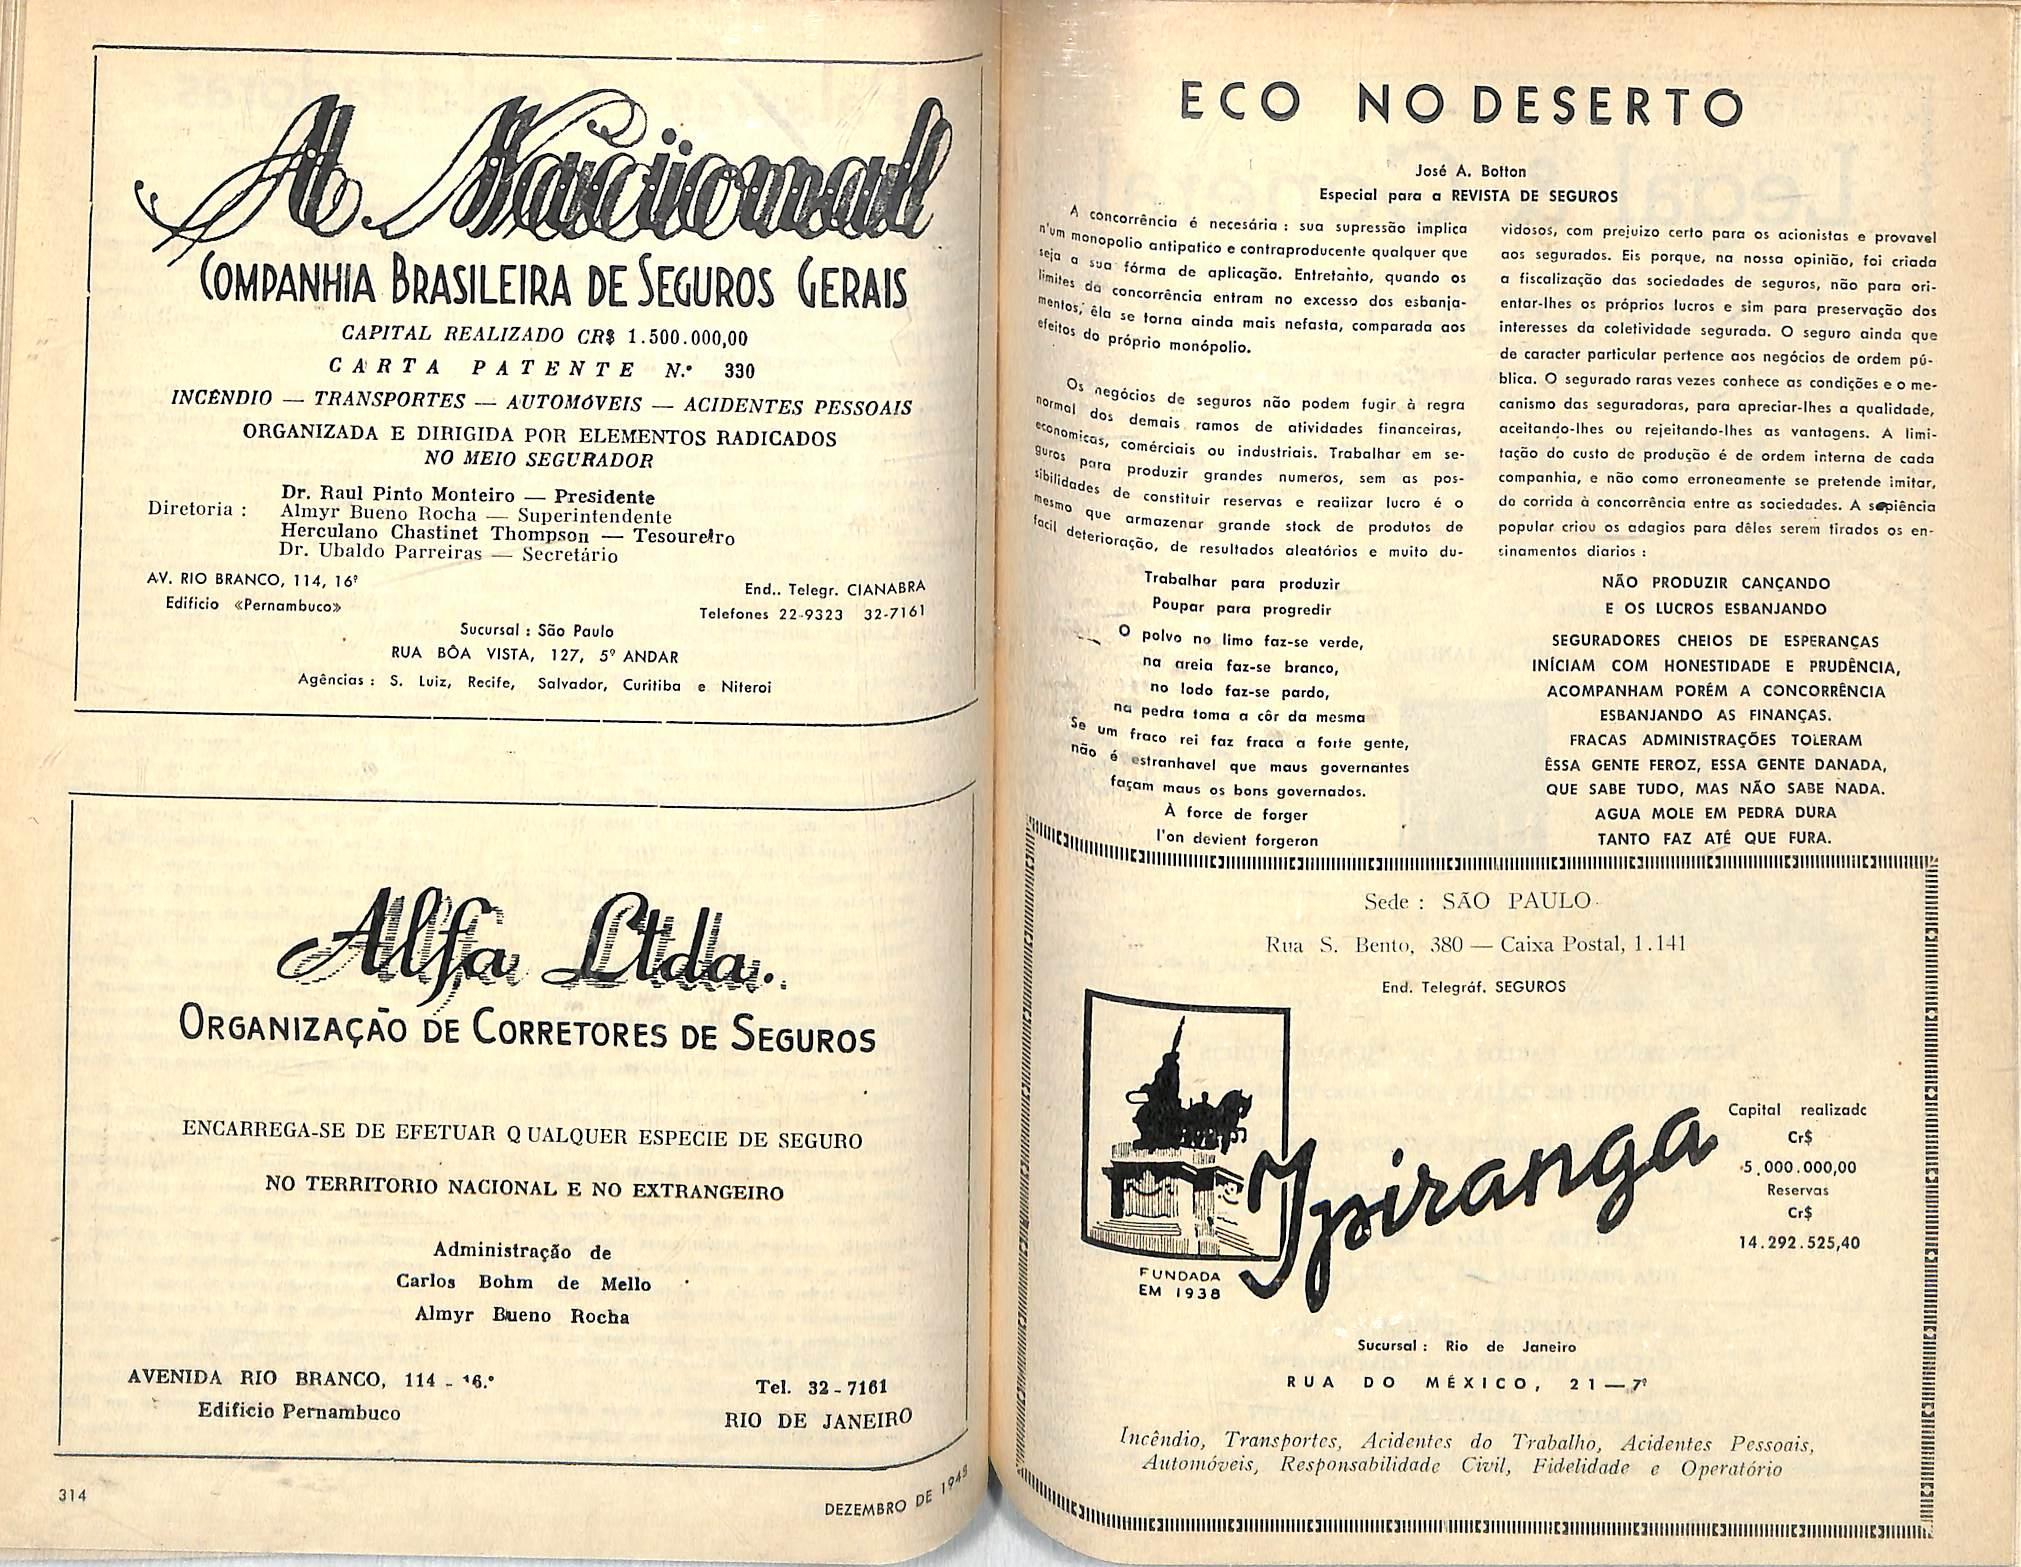 A Nacional
COMPANHIA BRASILEIRA DE SEGUROS GERAIS
CAPITAL REALIZADO CR$ 1.500.000,00
CARTA PATENTE N.º 330
INCÊNDIO — TRANSPORTES — AUTOMÓVEIS — ACIDENTES PESSOAIS
ORGANIZADA E DIRIGIDA POR ELEMENTOS RADICADOS
NO MEIO SEGURADOR
Diretoria :
Dr. Raul Pinto Monteiro — Presidente
Almyr Bueno Rocha — Superintendente
Herculano Chastinet Thompson — Tesoureiro
Dr. Ubaldo Parreiras — Secretário
AV. RIO BRANCO, 114, 16º
Edificio «Pernambuco»
End.. Telegr. CIANABRA
Telefones 22-9323 32-7161
Sucursal : São Paulo
RUA BÔA VISTA, 127, 5º ANDAR
Agências : S. Luiz, Recife, Salvador, Curitiba e Niteroi
Alfa Ltda.
ORGANIZAÇÃO DE CORRETORES DE SEGUROS
ENCARREGA-SE DE EFETUAR Q UALQUER ESPECIE DE SEGURO
NO TERRITORIO NACIONAL E NO EXTRANGEIRO
Administração de
Carlos Bohm de Mello
Almyr Bueno Rocha
AVENIDA RIO BRANCO, 114 - 16.º
Edificio Pernambuco
Tel. 32-7161
RIO DE JANEIRO
314
DEZEMBRO DE 1948
ECO NO DESERTO
José A. Botton
Especial para a REVISTA DE SEGUROS
A concorrência é necesária : sua supressão implica
n'um monopolio antipatico e contraproducente qualquer que
seja a sua fórma de aplicação. Entretanto, quando os
limites da concorrência entram no excesso dos esbanja-
mentos, êla se torna ainda mais nefasta, comparada aos
efeitos do próprio monópolio.
Os negócios de seguros não podem fugir à regra
normal dos demais ramos de atividades financeiras,
economicas, comérciais ou industriais. Trabalhar em se-
guros para produzir grandes numeros, sem as pos-
sibilidades de constituir reservas e realizar lucro é o
mesmo que armazenar grande stock de produtos de
facil deterioração, de resultados aleatórios e muito du-
Trabalhar para produzir
Poupar para progredir
O polvo no limo faz-se verde,
na areia faz-se branco,
no lodo faz-se pardo,
na pedra toma a côr da mesma
Se um fraco rei faz fraca a forte gente,
não é estranhavel que maus governantes
façam maus os bons governados.
À force de forger
l'on devient forgeron
vidósos, com prejuizo certo para os acionistas e provavel
aos segurados. Eis porque, na nossa opinião, foi criada
a fiscalização das sociedades de seguros, não para ori-
entar-lhes os próprios lucros e sim para preservação dos
interesses da coletividade segurada. O seguro ainda que
de caracter particular pertence aos negócios de ordem pú-
blica. O segurado raras vezes conhece as condições e o me-
canismo das seguradoras, para apreciar-lhes a qualidade,
aceitando-lhes ou rejeitando-lhes as vantagens. A limi-
tação do custo de produção é de ordem interna de cada
companhia, e não como erroneamente se pretende imitar,
da corrida à concorrência entre as sociedades. A sapiência
popular criou os adagios para dêles serem tirados os en-
sinamentos diarios :
NÃO PRODUZIR CANÇANDO
E OS LUCROS ESBANJANDO
SEGURADORES CHEIOS DE ESPERANÇAS
INÍCIAM COM HONESTIDADE E PRUDÊNCIA,
ACOMPANHAM PORÉM A CONCORRÊNCIA
ESBANJANDO AS FINANÇAS.
FRACAS ADMINISTRAÇÕES TOLERAM
ÊSSA GENTE FEROZ, ESSA GENTE DANADA,
QUE SABE TUDO, MAS NÃO SABE NADA.
AGUA MOLE EM PEDRA DURA
TANTO FAZ ATÉ QUE FURA.
Sede : SÃO PAULO
Rua S. Bento, 380 — Caixa Postal, 1.141
End. Telegráf. SEGUROS
Ypiranga
FUNDADA
EM 1938
Capital realizado
Cr$
5.000.000,00
Reservas
Cr$
14.292.525,40
Sucursal : Rio de Janeiro
RUA DO MÉXICO, 21 — 7º
Incêndio, Transportes, Acidentes do Trabalho, Acidentes Pessoais,
Automóveis, Responsabilidade Civil, Fidelidade e Operatório